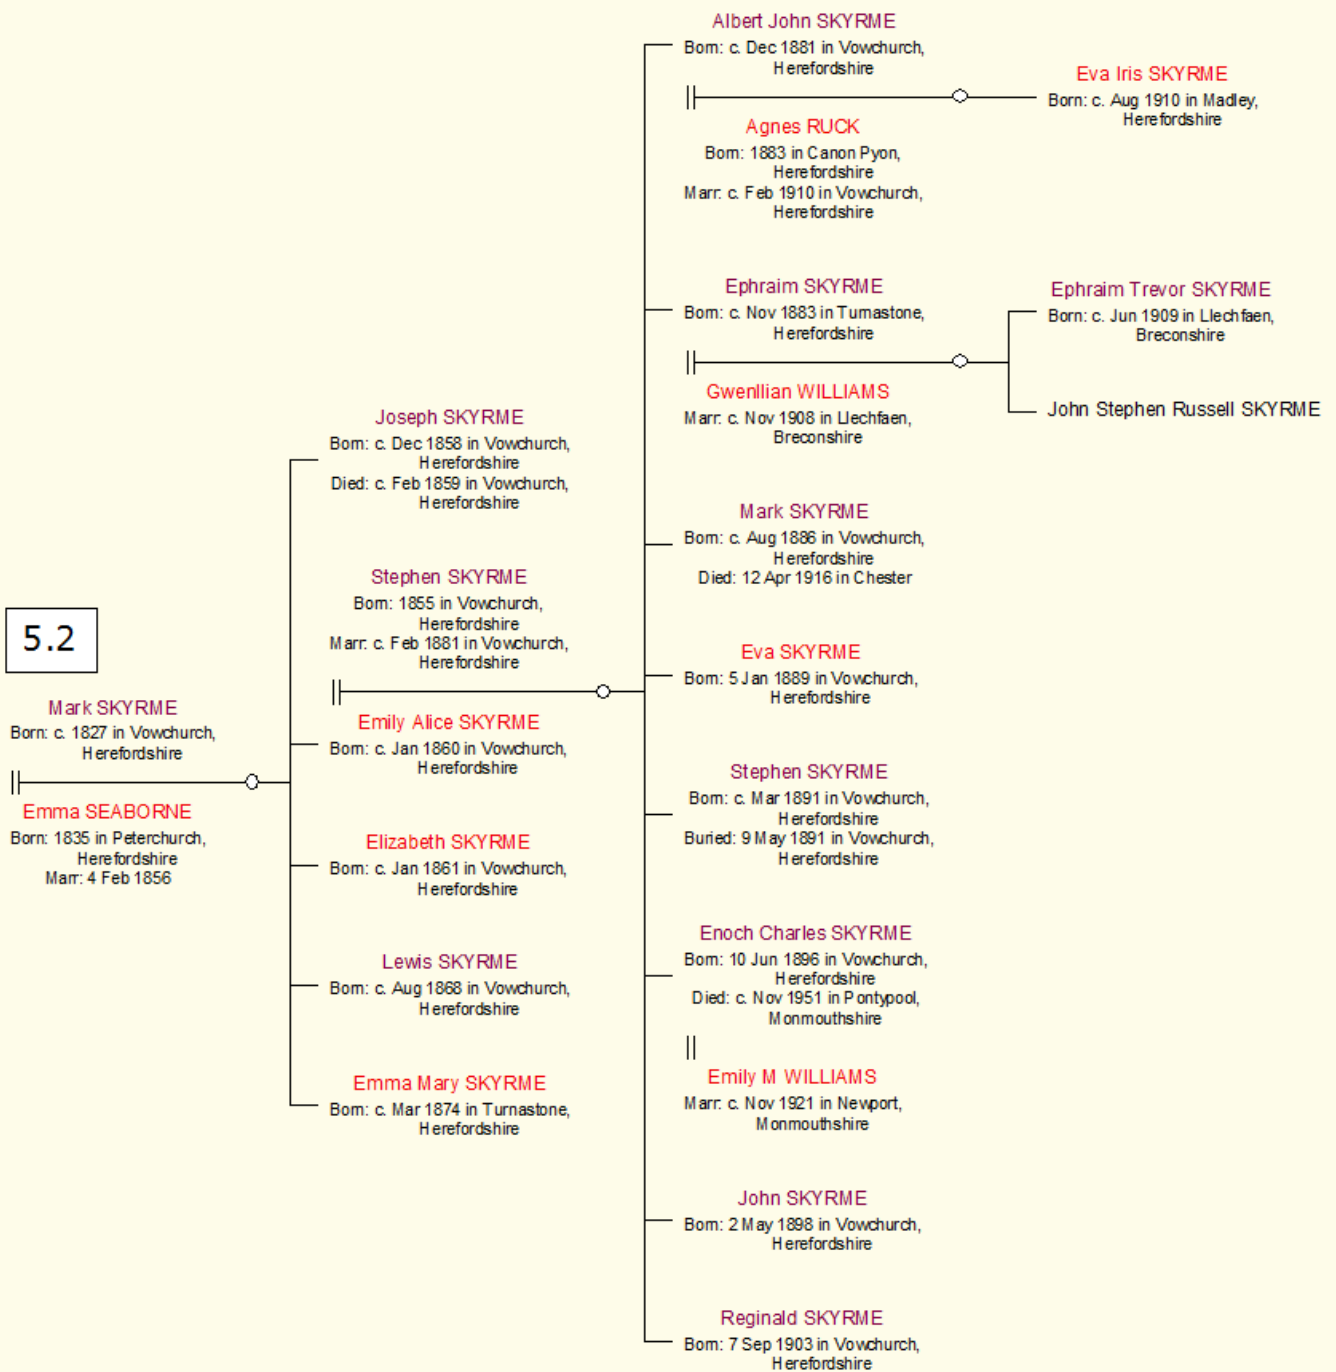 5.2
Mark SKYRME
Born: c. 1827 in Vowchurch,
Herefordshire
Emma SEABORNE
Born: 1835 in Peterchurch,
Herefordshire
Marr: 4 Feb 1856
Joseph SKYRME
Born: c. Dec 1858 in Vowchurch,
Herefordshire
Died: c. Feb 1859 in Vowchurch,
Herefordshire
Stephen SKYRME
Born: 1855 in Vowchurch,
Herefordshire
Marr: c. Feb 1881 in Vowchurch,
Herefordshire
Emily Alice SKYRME
Born: c. Jan 1860 in Vowchurch,
Herefordshire
Elizabeth SKYRME
Born: c. Jan 1861 in Vowchurch,
Herefordshire
Lewis SKYRME
Born: c. Aug 1868 in Vowchurch,
Herefordshire
Emma Mary SKYRME
Born: c. Mar 1874 in Turnastone,
Herefordshire
Albert John SKYRME
Born: c. Dec 1881 in Vowchurch,
Herefordshire
Agnes RUCK
Born: 1883 in Canon Pyon,
Herefordshire
Marr: c. Feb 1910 in Vowchurch,
Herefordshire
Ephraim SKYRME
Born: c. Nov 1883 in Turnastone,
Herefordshire
Gwenllian WILLIAMS
Marr: c. Nov 1908 in Llechfaen,
Breconshire
Mark SKYRME
Born: c. Aug 1886 in Vowchurch,
Herefordshire
Died: 12 Apr 1916 in Chester
Eva SKYRME
Born: 5 Jan 1889 in Vowchurch,
Herefordshire
Stephen SKYRME
Born: c. Mar 1891 in Vowchurch,
Herefordshire
Buried: 9 May 1891 in Vowchurch,
Herefordshire
Enoch Charles SKYRME
Born: 10 Jun 1896 in Vowchurch,
Herefordshire
Died: c. Nov 1951 in Pontypool,
Monmouthshire
Emily M WILLIAMS
Marr: c. Nov 1921 in Newport,
Monmouthshire
John SKYRME
Born: 2 May 1898 in Vowchurch,
Herefordshire
Reginald SKYRME
Born: 7 Sep 1903 in Vowchurch,
Herefordshire
Eva Iris SKYRME
Born: c. Aug 1910 in Madley,
Herefordshire
Ephraim Trevor SKYRME
Born: c. Jun 1909 in Llechfaen,
Breconshire
John Stephen Russell SKYRME